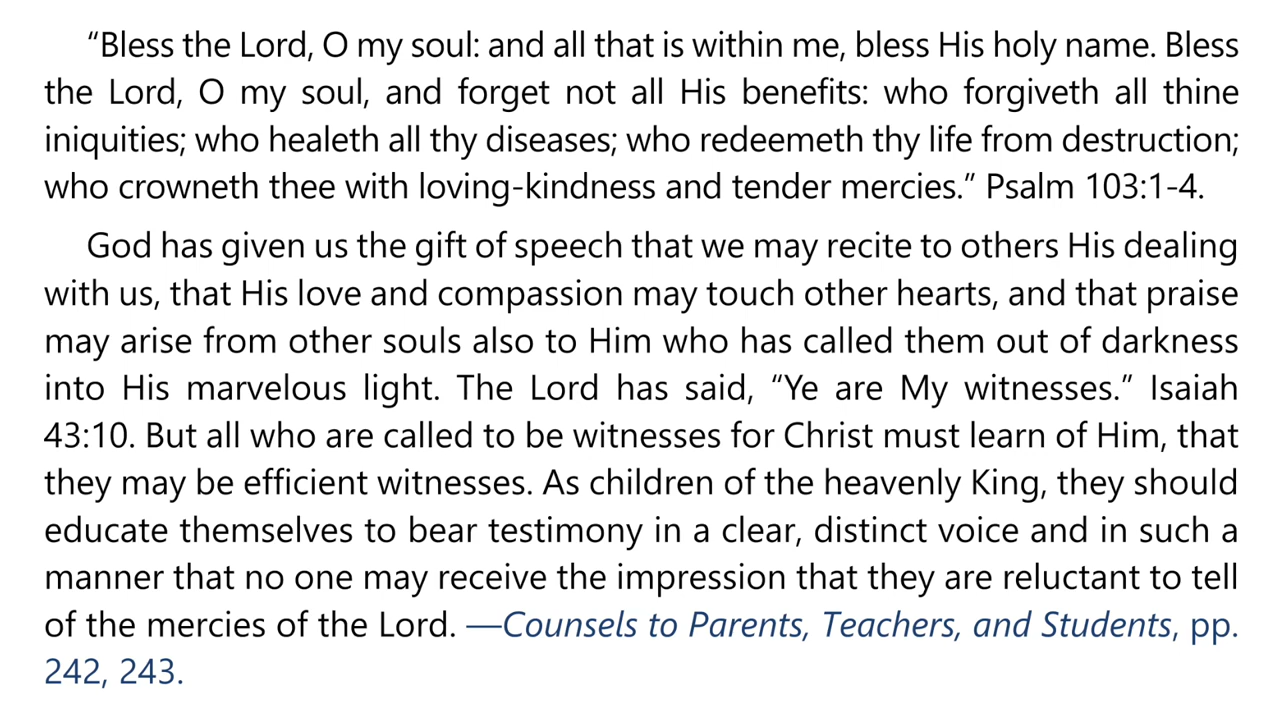 “Bless the Lord, O my soul: and all that is within me, bless His holy name. Bless
the Lord, O my soul, and forget not all His benefits: who forgiveth all thine
iniquities; who healeth all thy diseases; who redeemeth thy life from destruction;
who crowneth thee with loving-kindness and tender mercies.” Psalm 103:1-4.
God has given us the gift of speech that we may recite to others His dealing
with us, that His love and compassion may touch other hearts, and that praise
may arise from other souls also to Him who has called them out of darkness
into His marvelous light. The Lord has said, “Ye are My witnesses.” Isaiah
43:10. But all who are called to be witnesses for Christ must learn of Him, that
they may be efficient witnesses. As children of the heavenly King, they should
educate themselves to bear testimony in a clear, distinct voice and in such a
manner that no one may receive the impression that they are reluctant to tell
of the mercies of the Lord. —Counsels to Parents, Teachers, and Students, pp.
242, 243.